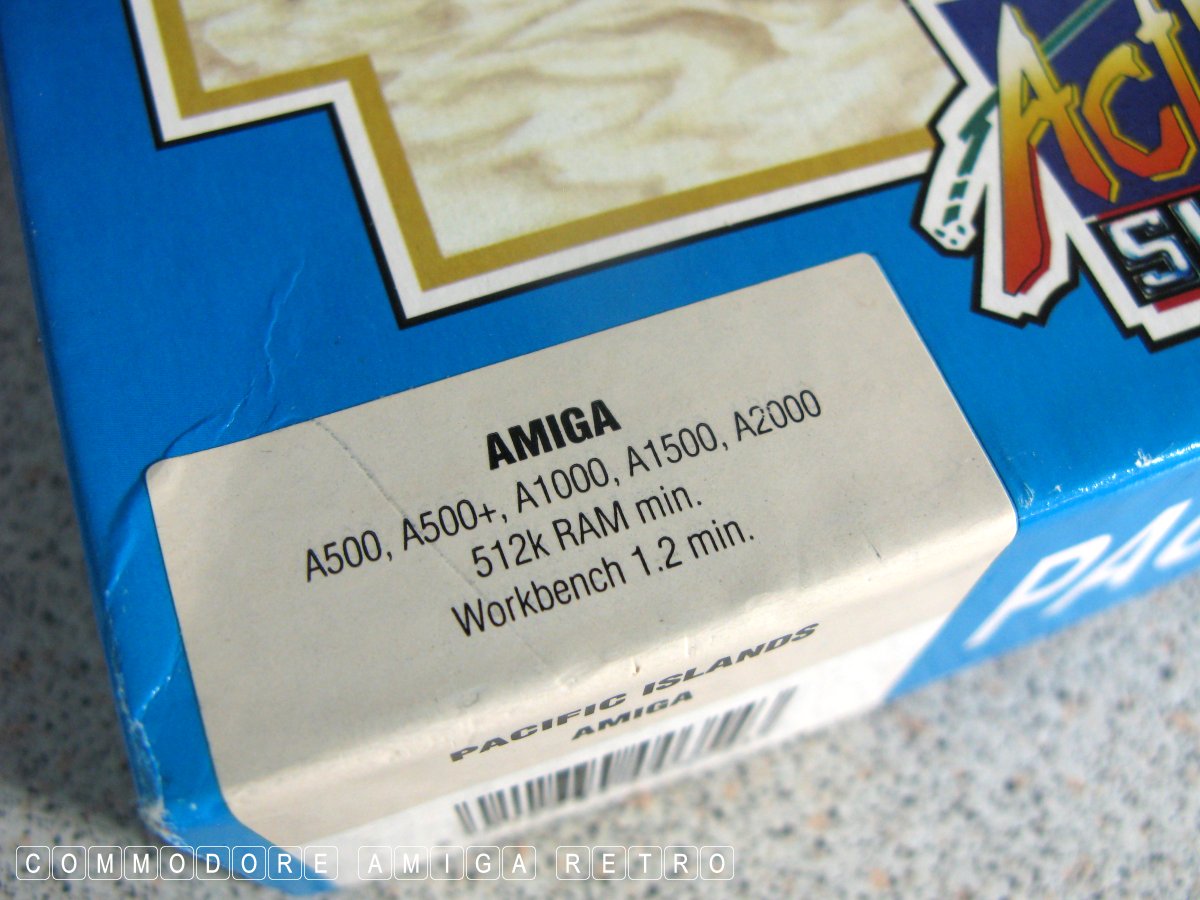 Act
AMIGA
A500, A500+, A1000, A1500, A2000
512k RAM min.
Workbench 1.2 min.
PACIFIC ISLANDS
AMIGA
COMMODORE AMIGA RETRO